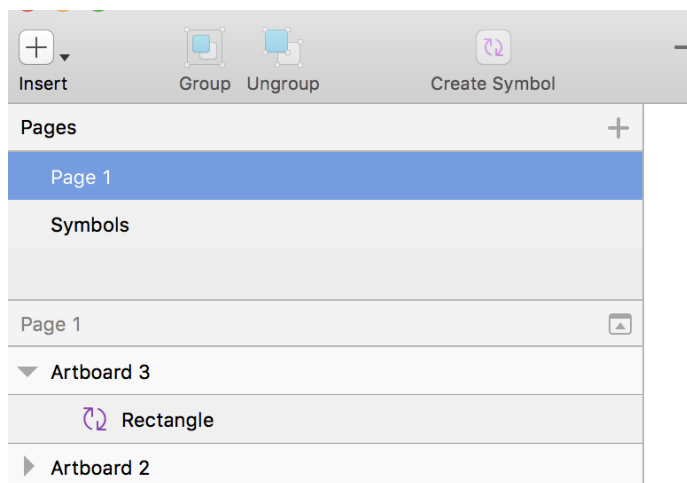 Insert Group Ungroup Create Symbol
Pages
Page 1
Symbols
Page 1
Artboard 3
Rectangle
Artboard 2